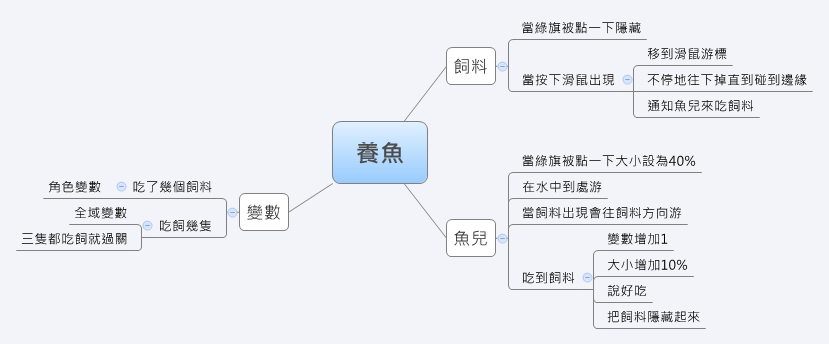 養魚
飼料
當綠旗被點一下隱藏
當按下滑鼠出現
移到滑鼠游標
不停地往下掉直到碰到邊緣
通知魚兒來吃飼料
魚兒
當綠旗被點一下大小設為40%
在水中到處游
當飼料出現會往飼料方向游
吃到飼料
變數增加1
大小增加10%
說好吃
把飼料隱藏起來
變數
吃了幾個飼料
角色變數
吃飼幾隻
全域變數
三隻都吃飼就過關